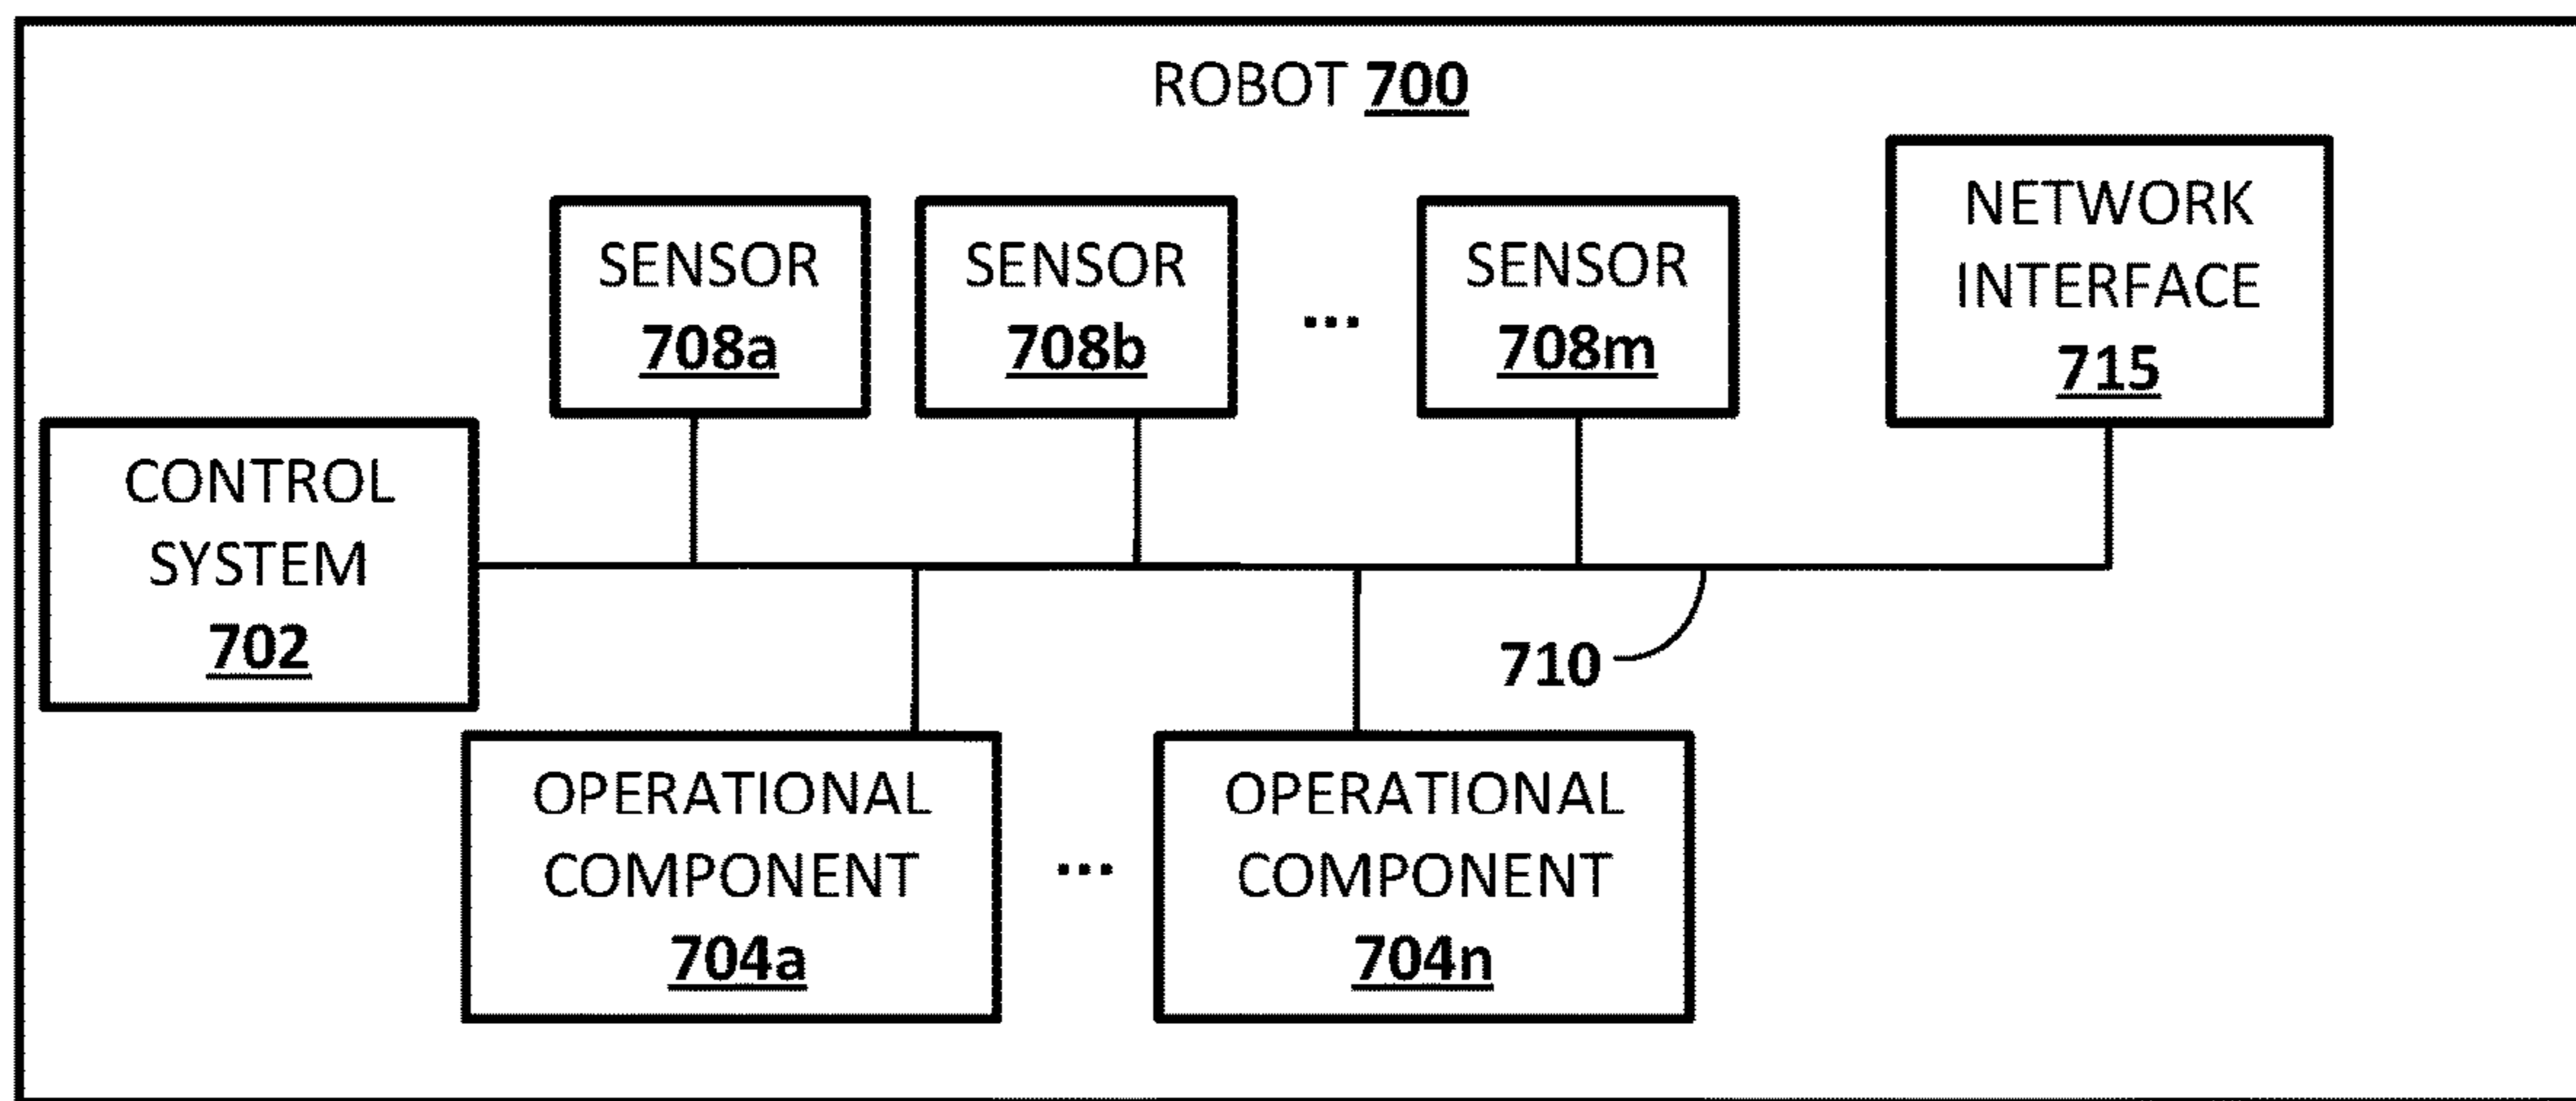 ROBOT 700
SENSOR
708a
SENSOR
708b
...
SENSOR
708m
NETWORK
INTERFACE
715
CONTROL
SYSTEM
702
710
OPERATIONAL
COMPONENT
704a
...
OPERATIONAL
COMPONENT
704n